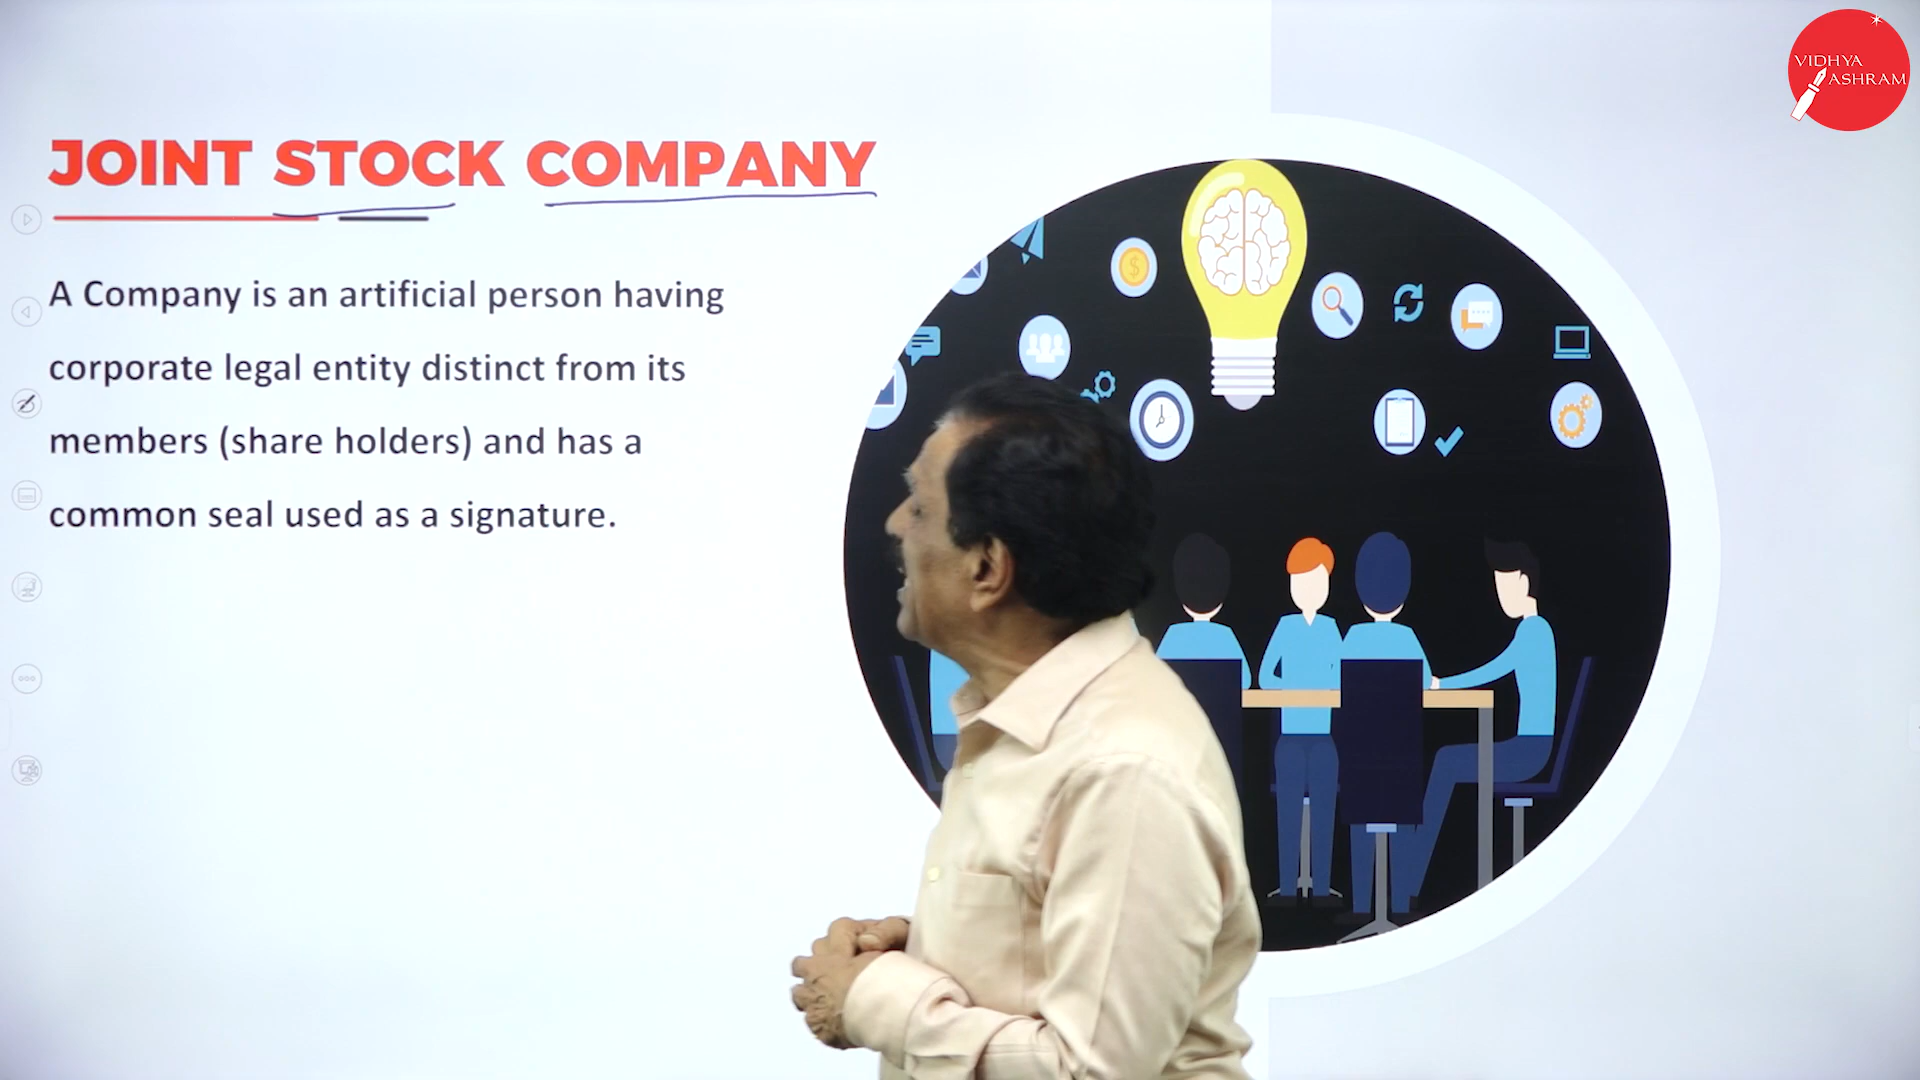 VIDHYA
ASHRAM
JOINT STOCK COMPANY
A Company is an artificial person having
corporate legal entity distinct from its
members (share holders) and has a
common seal used as a signature.